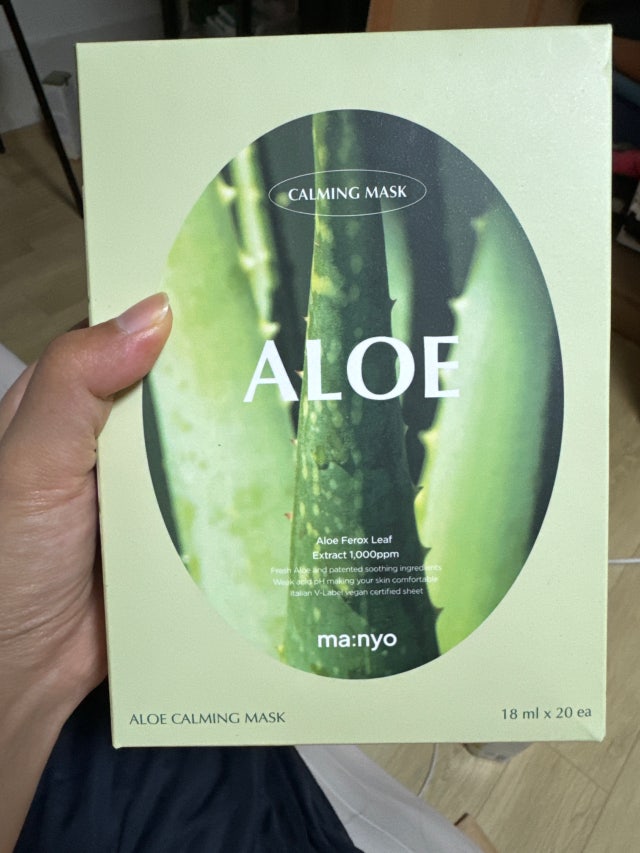 CALMING MASK
ALOE
Aloe Ferox Leaf
Extract 1,000ppm
Fresh Aloe and patented soothing ingredients
Weak acid pH making your skin comfortable
Italian V-Label vegan certified sheet
ma:nyo
ALOE CALMING MASK
18 ml x 20 ea